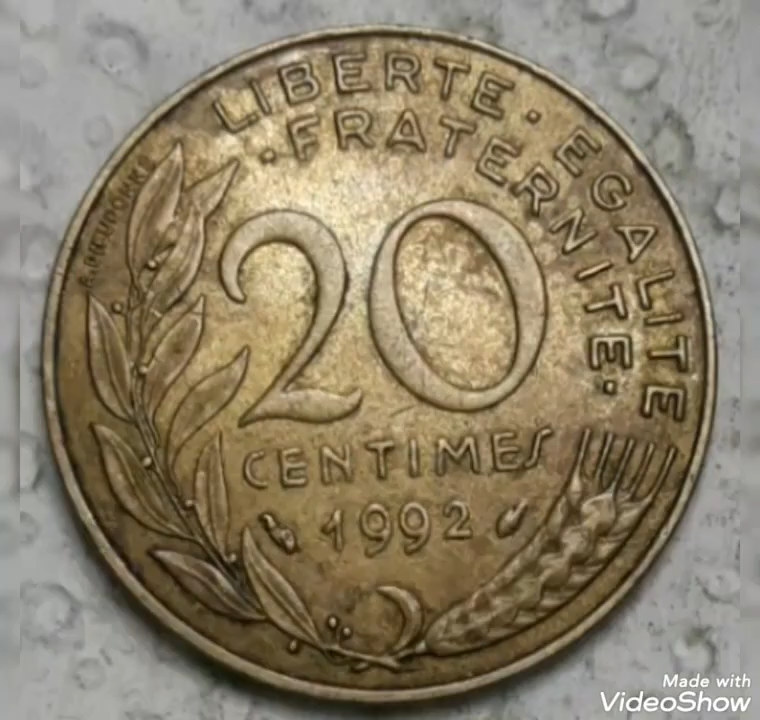 LIBERTE · EGALITE
· FRATERNITE ·
20
CENTIMES
1992
Made with
VideoShow